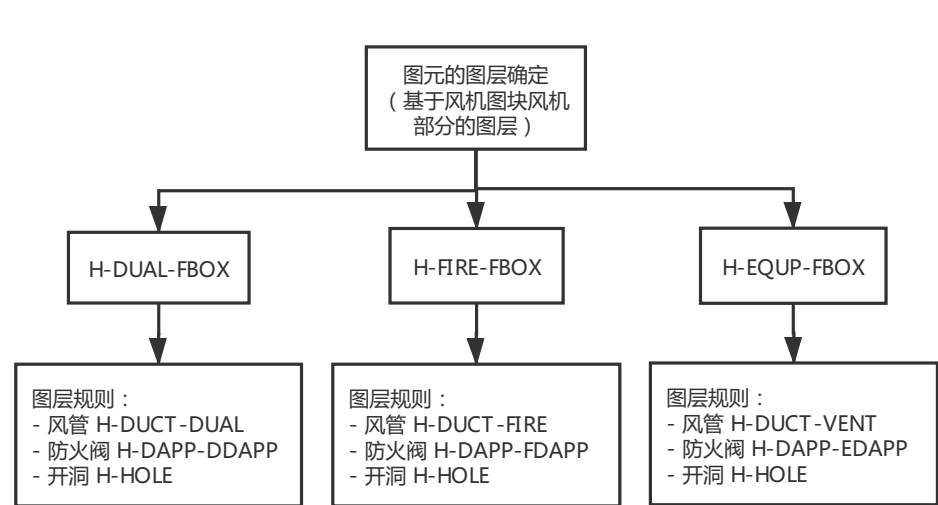 图元的图层确定
（基于风机图块风机
部分的图层）
H-DUAL-FBOX
H-FIRE-FBOX
H-EQUP-FBOX
图层规则：
- 风管 H-DUCT-DUAL
- 防火阀 H-DAPP-DDAPP
- 开洞 H-HOLE
图层规则：
- 风管 H-DUCT-FIRE
- 防火阀 H-DAPP-FDAPP
- 开洞 H-HOLE
图层规则：
- 风管 H-DUCT-VENT
- 防火阀 H-DAPP-EDAPP
- 开洞 H-HOLE